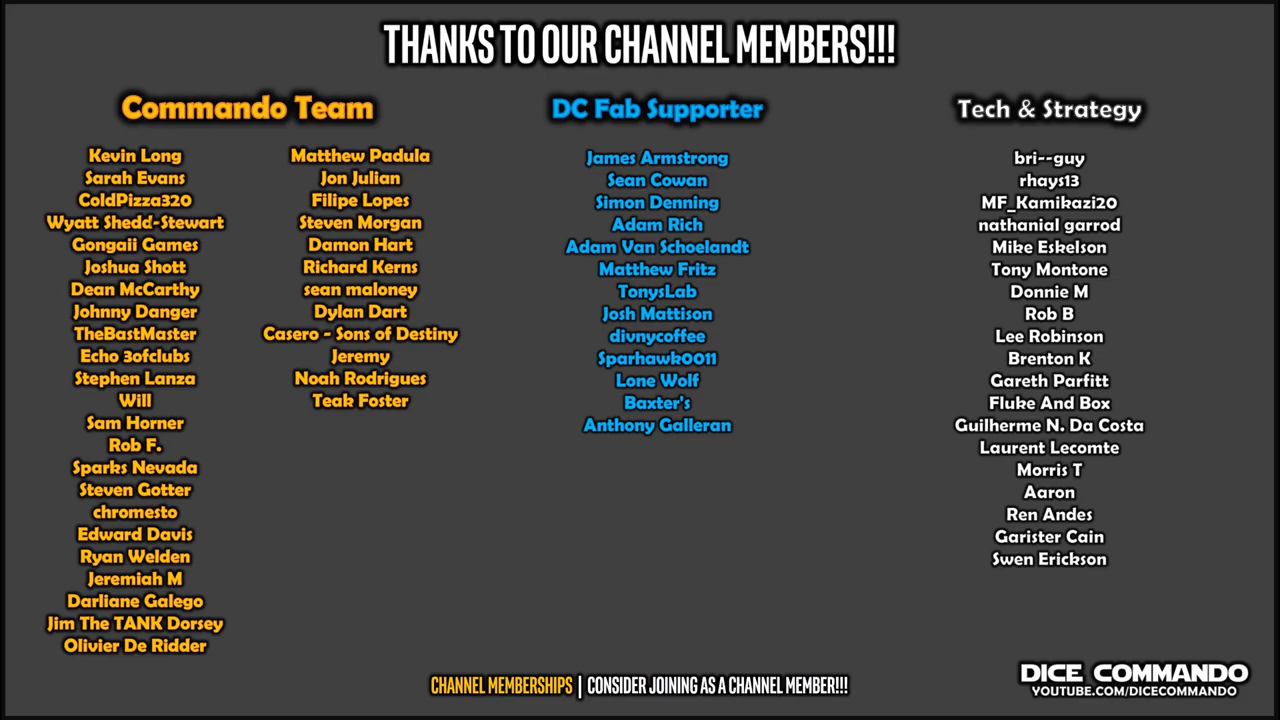 THANKS TO OUR CHANNEL MEMBERS!!!
Commando Team
Kevin Long
Sarah Evans
ColdPizza320
Wyatt Shedd-Stewart
Gongaii Games
Joshua Shott
Dean McCarthy
Johnny Danger
TheBastMaster
Echo 3ofclubs
Stephen Lanza
Will
Sam Horner
Rob F.
Sparks Nevada
Steven Gotter
chromesto
Edward Davis
Ryan Welden
Jeremiah M
Darliane Galego
Jim The TANK Dorsey
Olivier De Ridder
Matthew Padula
Jon Julian
Filipe Lopes
Steven Morgan
Damon Hart
Richard Kerns
sean maloney
Dylan Dart
Casero - Sons of Destiny
Jeremy
Noah Rodrigues
Teak Foster
DC Fab Supporter
James Armstrong
Sean Cowan
Simon Denning
Adam Rich
Adam Van Schoelandt
Matthew Fritz
TonysLab
Josh Mattison
divnycoffee
Sparhawk0011
Lone Wolf
Baxter's
Anthony Galleran
Tech & Strategy
bri--guy
rhays13
MF_Kamikazi20
nathanial garrod
Mike Eskelson
Tony Montone
Donnie M
Rob B
Lee Robinson
Brenton K
Gareth Parfitt
Fluke And Box
Guilherme N. Da Costa
Laurent Lecomte
Morris T
Aaron
Ren Andes
Garister Cain
Swen Erickson
CHANNEL MEMBERSHIPS | CONSIDER JOINING AS A CHANNEL MEMBER!!!
DICE COMMANDO
YOUTUBE.COM/DICECOMMANDO